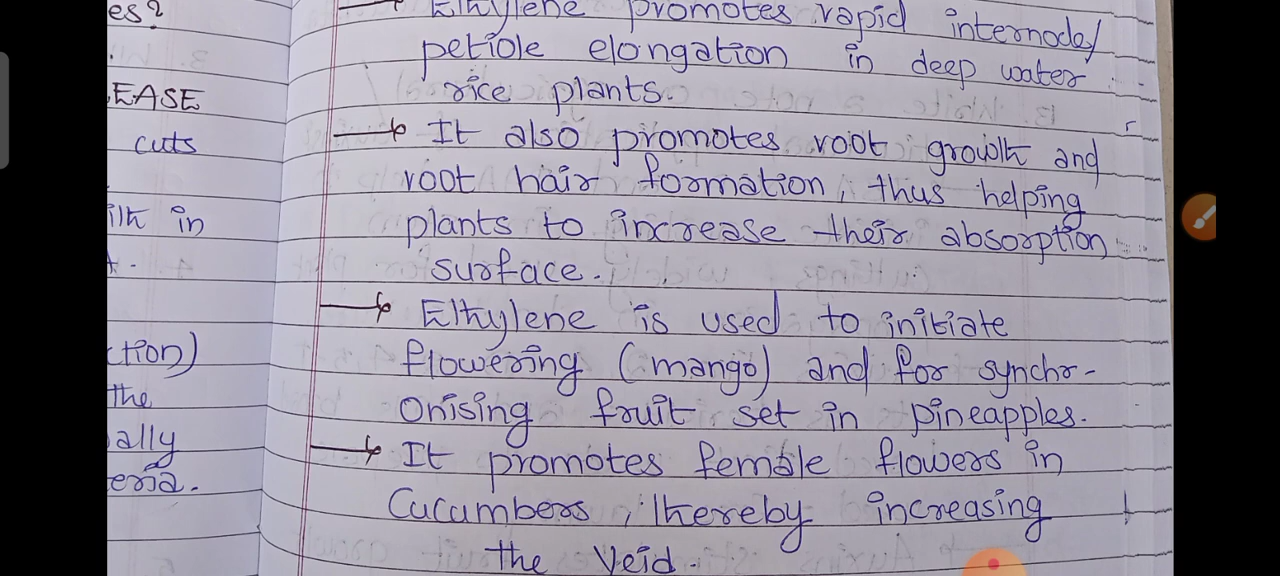 es?
EASE
cuts
ilk in
t.
ction)
the
ally
eria.
→ Ethylene promotes rapid internode/
petiole elongation in deep water
rice plants.
→ It also promotes root growth and
root hair formation, thus helping
plants to increase their absorption
surface.
→ Ethylene is used to initiate
flowering (mango) and for synchr-
onising fruit set in pineapples.
→ It promotes female flowers in
Cucumbers, thereby increasing
the Yeid.